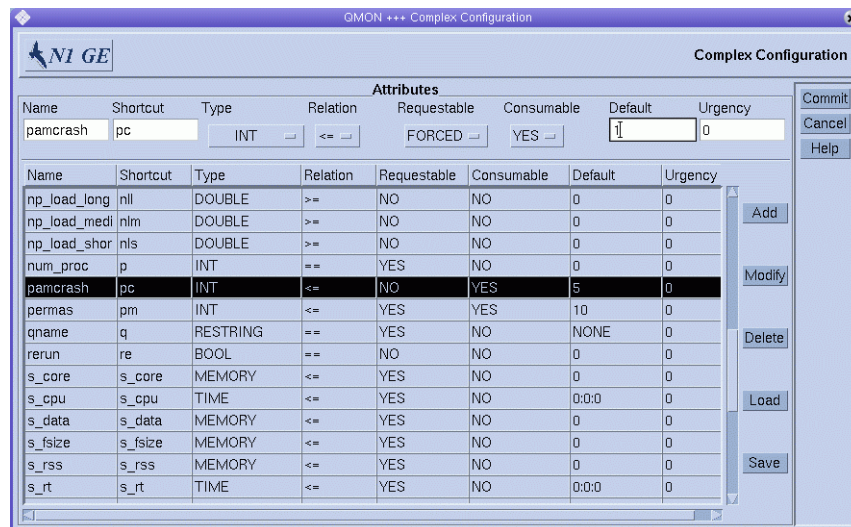 QMON +++ Complex Configuration
N1 GE
Complex Configuration
Attributes
Name Shortcut Type Relation Requestable Consumable Default Urgency
pamcrash pc INT <= FORCED YES 1 0
Commit
Cancel
Help
Name Shortcut Type Relation Requestable Consumable Default Urgency
np_load_long nll DOUBLE >= NO NO 0 0
np_load_medi nlm DOUBLE >= NO NO 0 0
np_load_shor nls DOUBLE >= NO NO 0 0
num_proc p INT == YES NO 0 0
pamcrash pc INT <= NO YES 5 0
permas pm INT <= YES YES 10 0
qname q RESTRING == YES NO NONE 0
rerun re BOOL == NO NO 0 0
s_core s_core MEMORY <= YES NO 0 0
s_cpu s_cpu TIME <= YES NO 0:0:0 0
s_data s_data MEMORY <= YES NO 0 0
s_fsize s_fsize MEMORY <= YES NO 0 0
s_rss s_rss MEMORY <= YES NO 0 0
s_rt s_rt TIME <= YES NO 0:0:0 0
Add
Modify
Delete
Load
Save